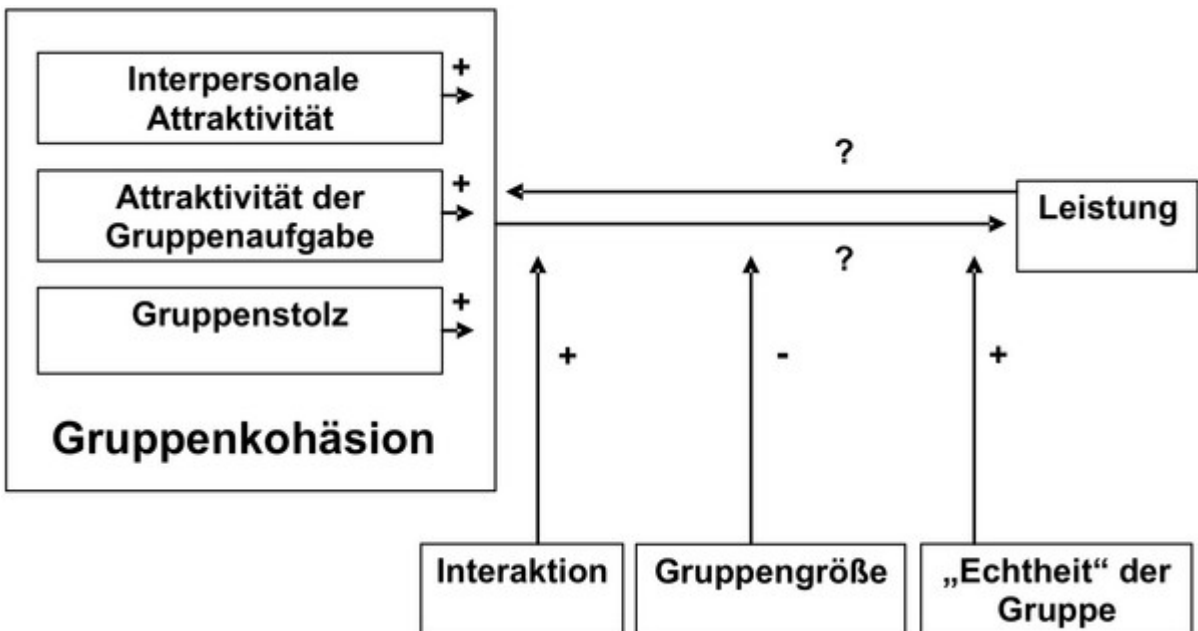 Interpersonale
Attraktivität
+
Attraktivität der
Gruppenaufgabe
+
Gruppenstolz
+
Gruppenkohäsion
?
?
Leistung
+
-
+
Interaktion
Gruppengröße
„Echtheit“ der
Gruppe